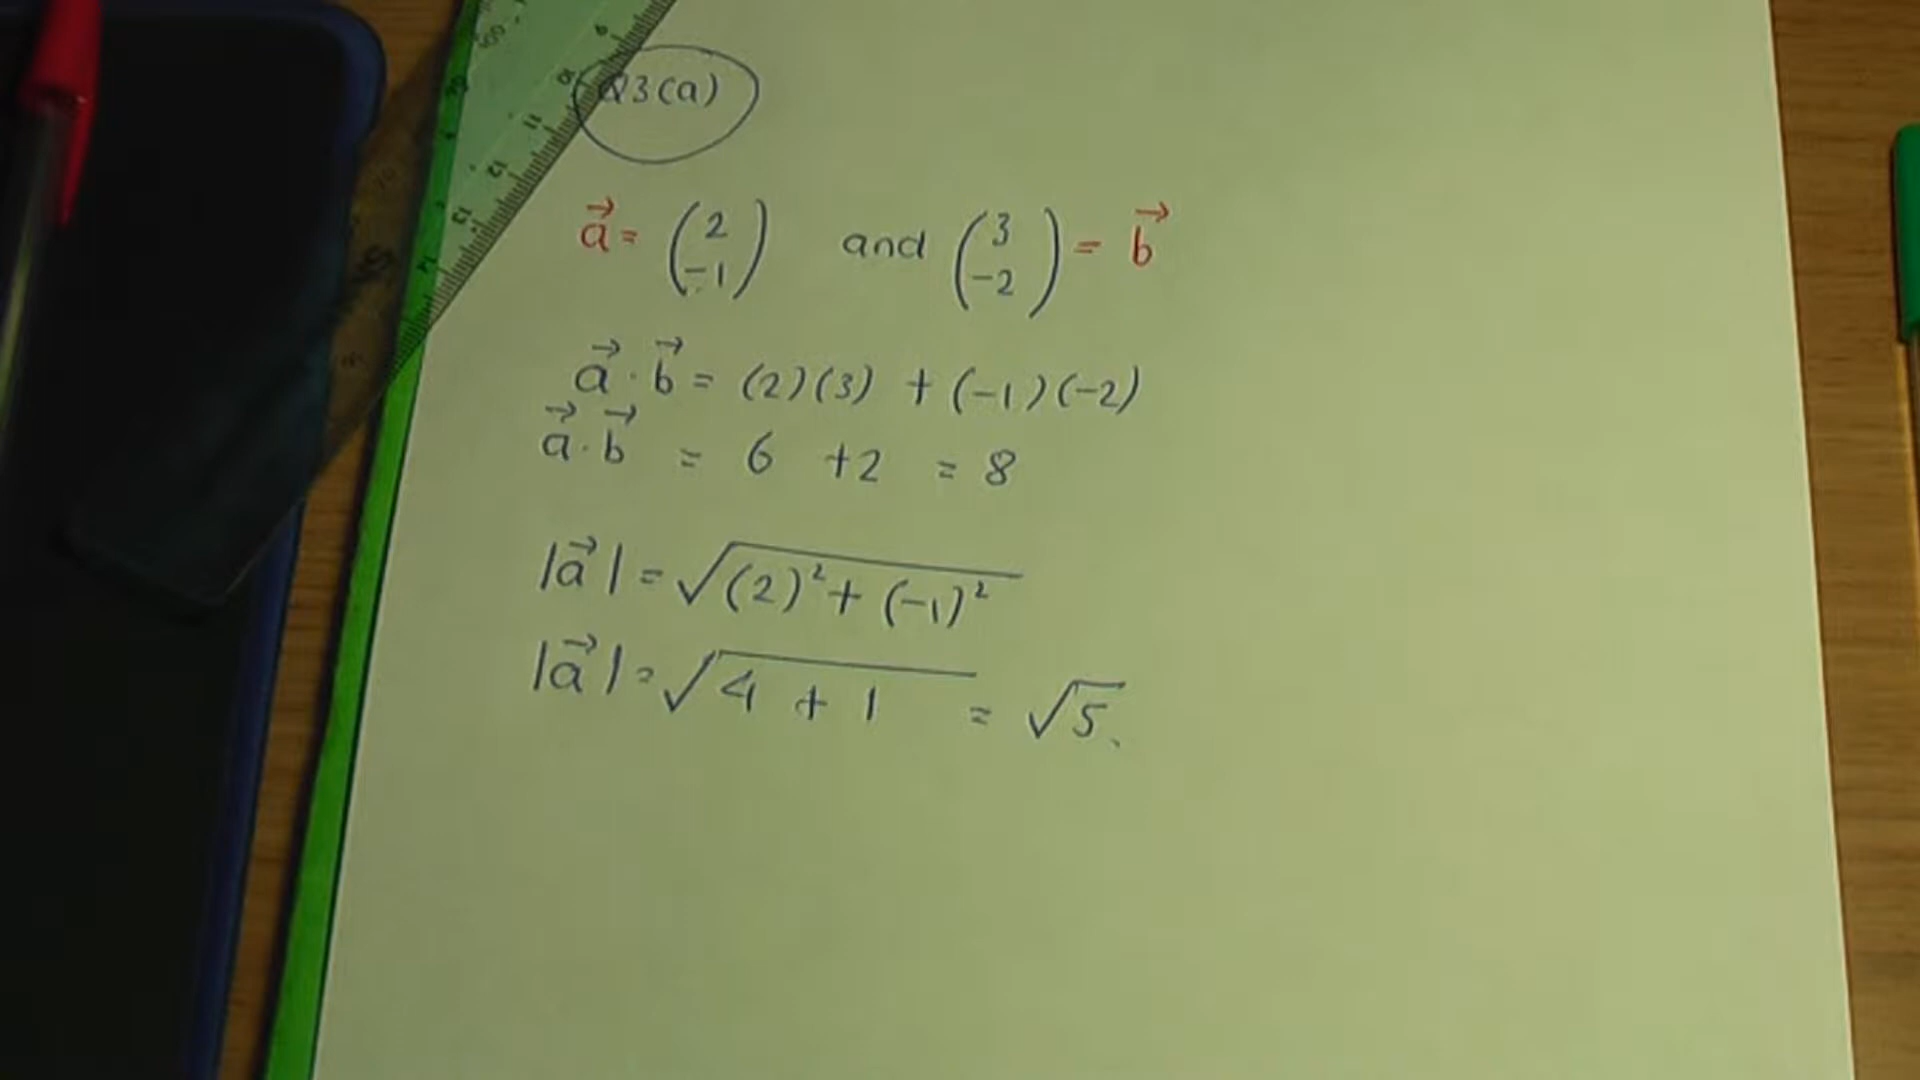 Q3(a)
a⃗ = (2 -1) and (3 -2) = b⃗
a⃗ · b⃗ = (2)(3) + (-1)(-2)
a⃗ · b⃗ = 6 +2 = 8
|a⃗| = √((2)² + (-1)²)
|a⃗| = √(4 + 1) = √5.